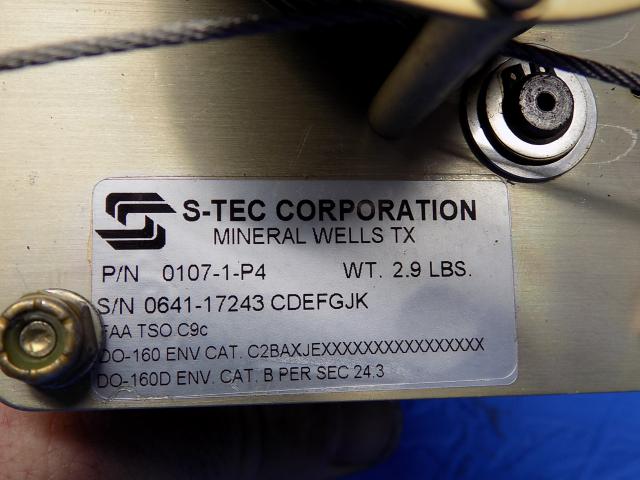 S-TEC CORPORATION
MINERAL WELLS TX
P/N 0107-1-P4 WT. 2.9 LBS.
S/N 0641-17243 CDEFGJK
FAA TSO C9c
DO-160 ENV CAT. C2BAXJEXXXXXXXXXXXXXXXX
DO-160D ENV. CAT. B PER SEC 24.3